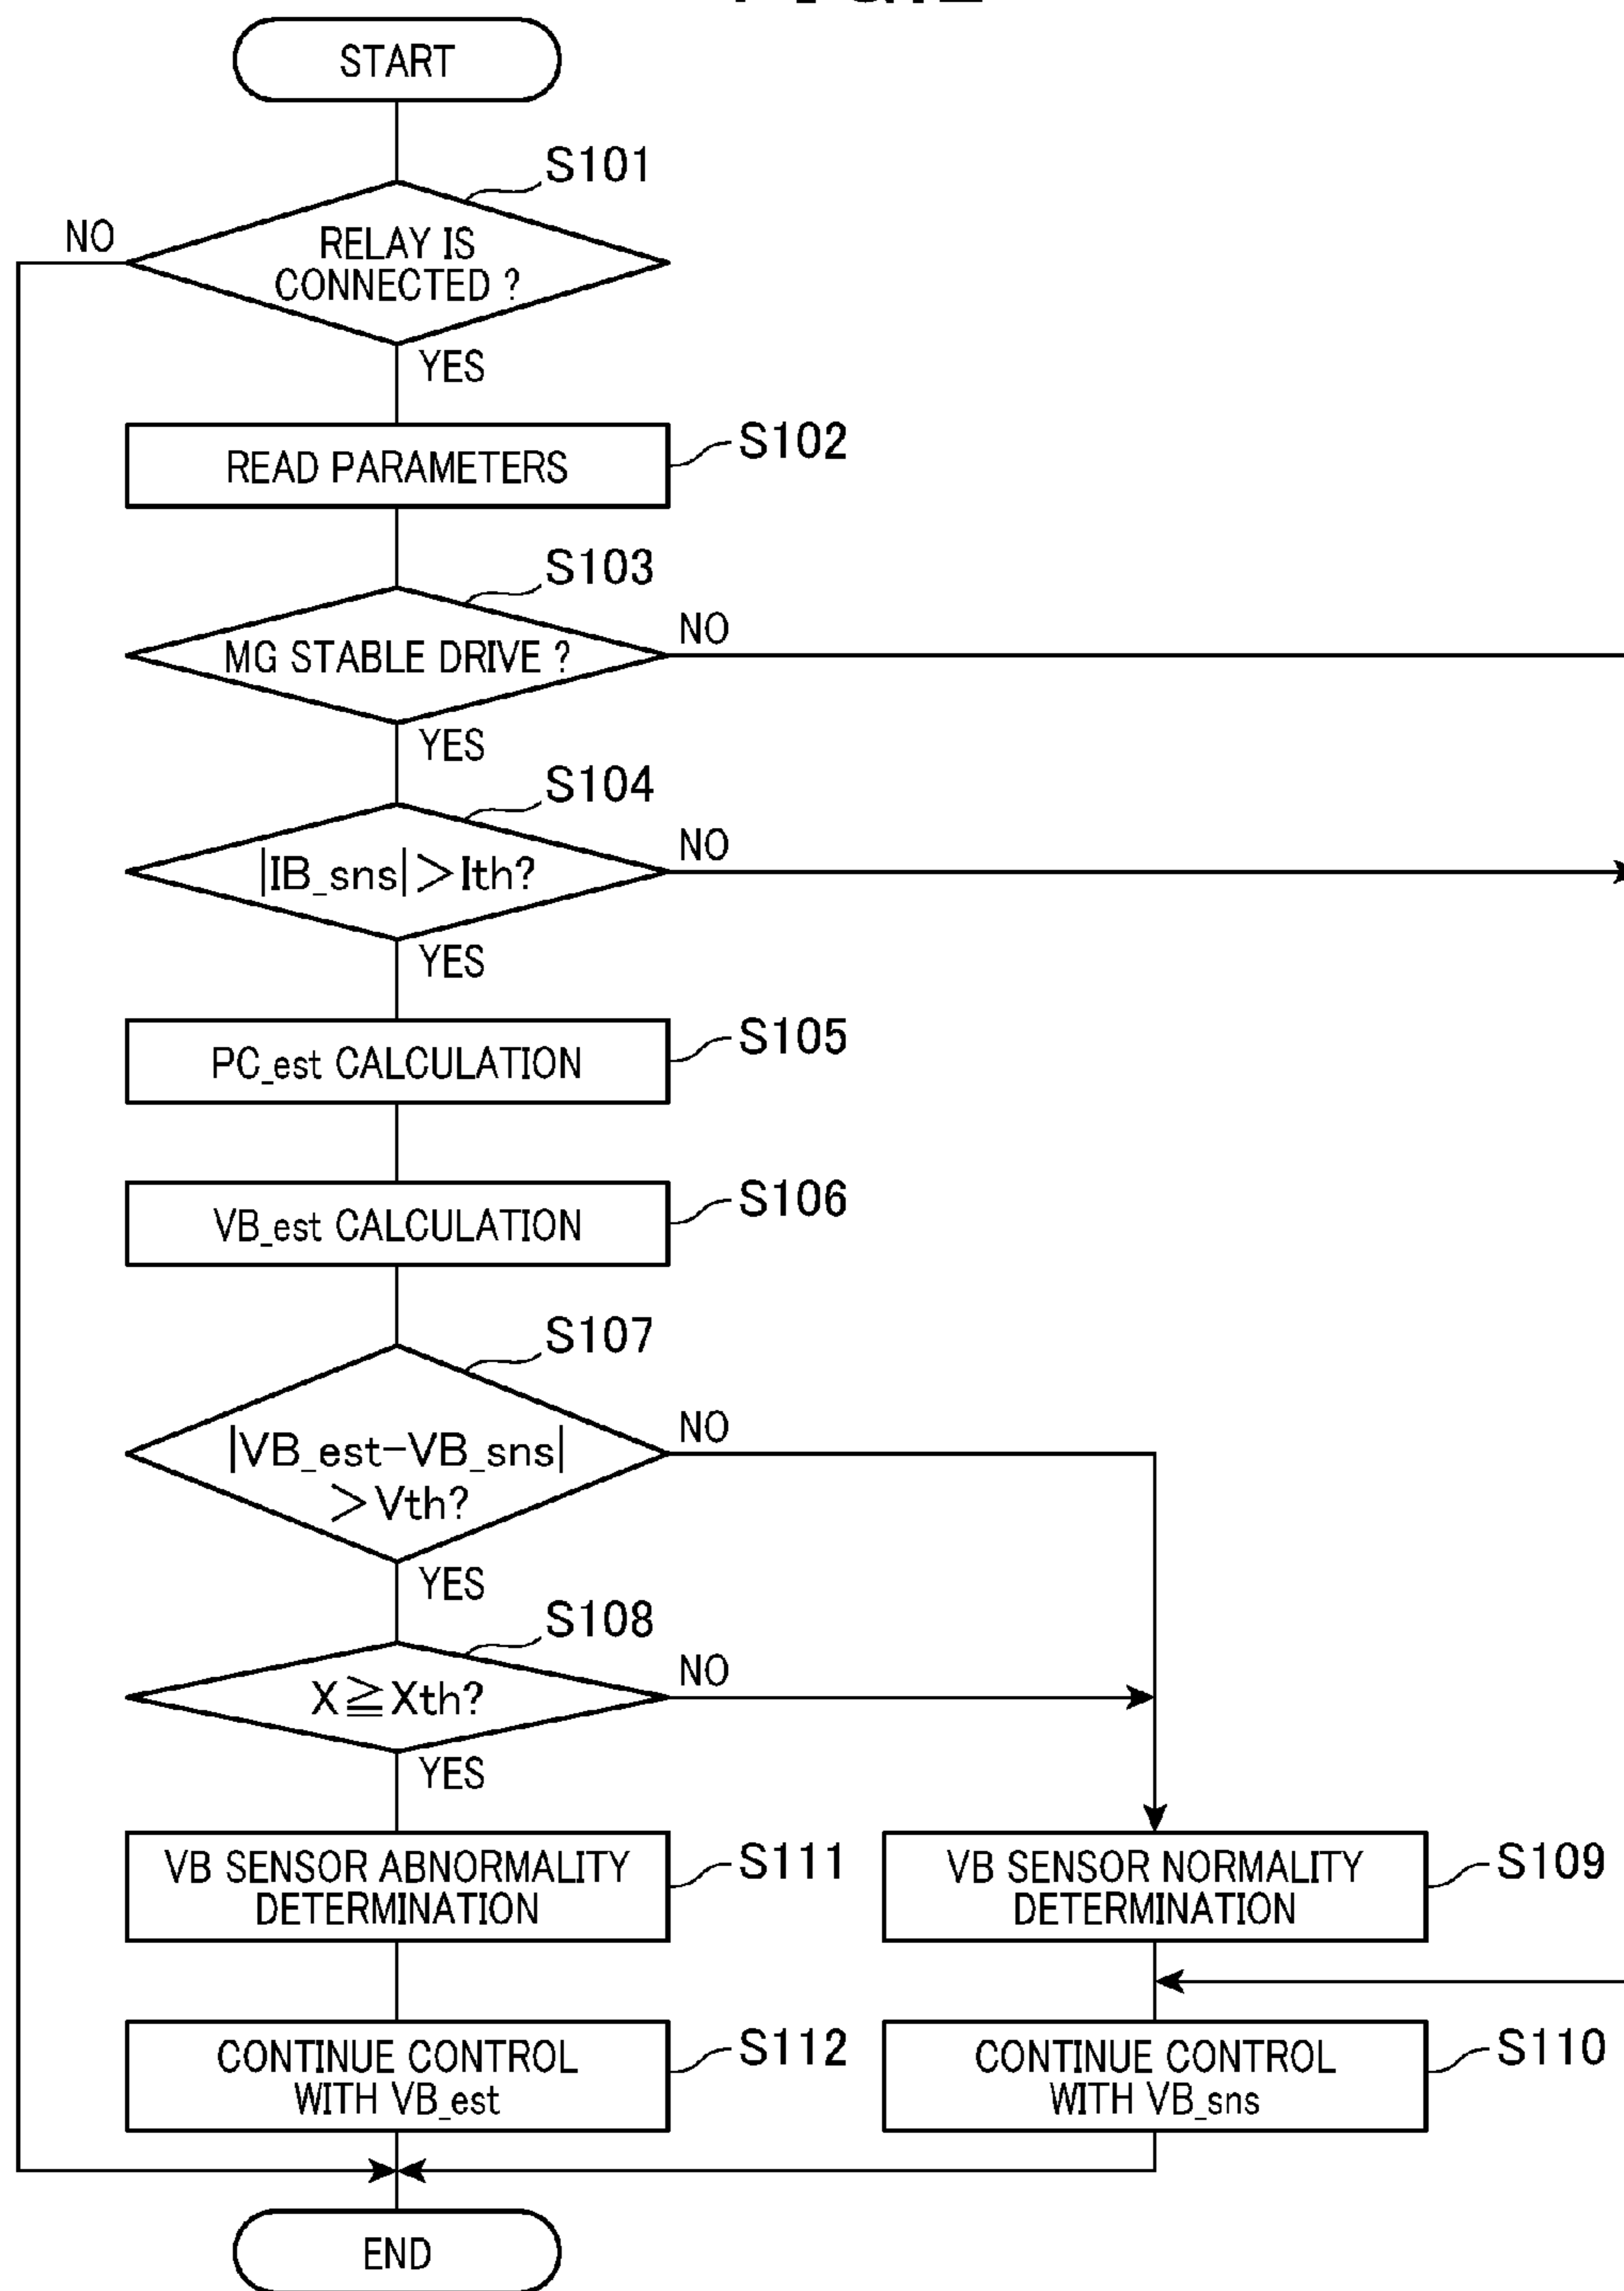 START
S101
NO
RELAY IS
CONNECTED ?
YES
READ PARAMETERS
S102
S103
MG STABLE DRIVE ?
NO
YES
S104
|IB_sns|>Ith?
NO
YES
PC_est CALCULATION
S105
VB_est CALCULATION
S106
S107
|VB_est-VB_sns|
>Vth?
NO
YES
S108
X≧Xth?
NO
YES
VB SENSOR ABNORMALITY
DETERMINATION
S111
VB SENSOR NORMALITY
DETERMINATION
S109
CONTINUE CONTROL
WITH VB_est
S112
CONTINUE CONTROL
WITH VB_sns
S110
END